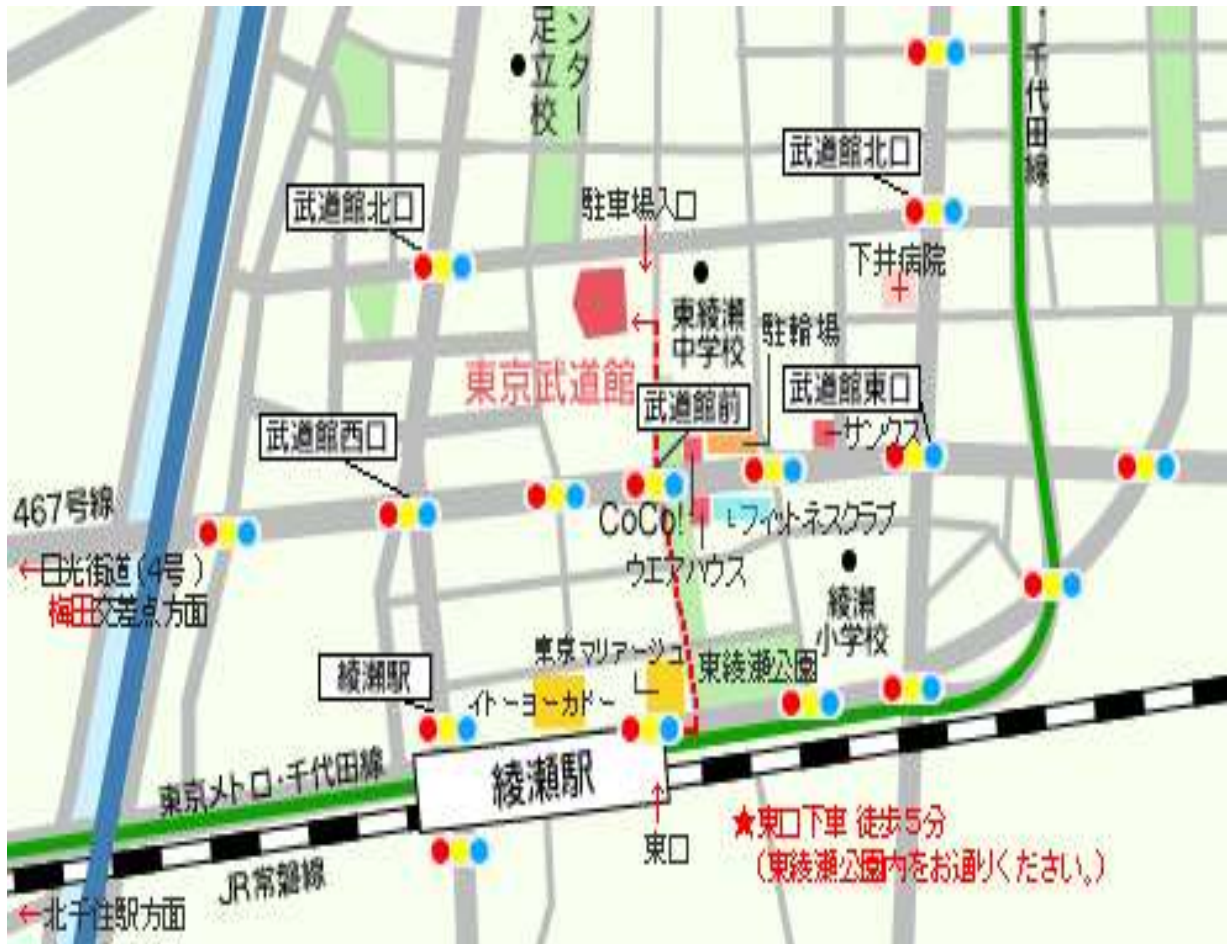 ンター
足立校
・千代田線
武道館北口
武道館北口
駐車場入口
下井病院
東綾瀬
中学校
駐輪場
東京武道館
武道館前
武道館東口
サンクス
武道館西口
467号線
CoCo!
フィットネスクラブ
ウエアハウス
←日光街道(4号)
梅田交差点方面
綾瀬
小学校
東京マリアージュ
東綾瀬公園
綾瀬駅
イトーヨーカドー
綾瀬駅
東京メトロ・千代田線
東口
★東口下車 徒歩5分
(東綾瀬公園内をお通りください。)
JR常磐線
←北千住駅方面